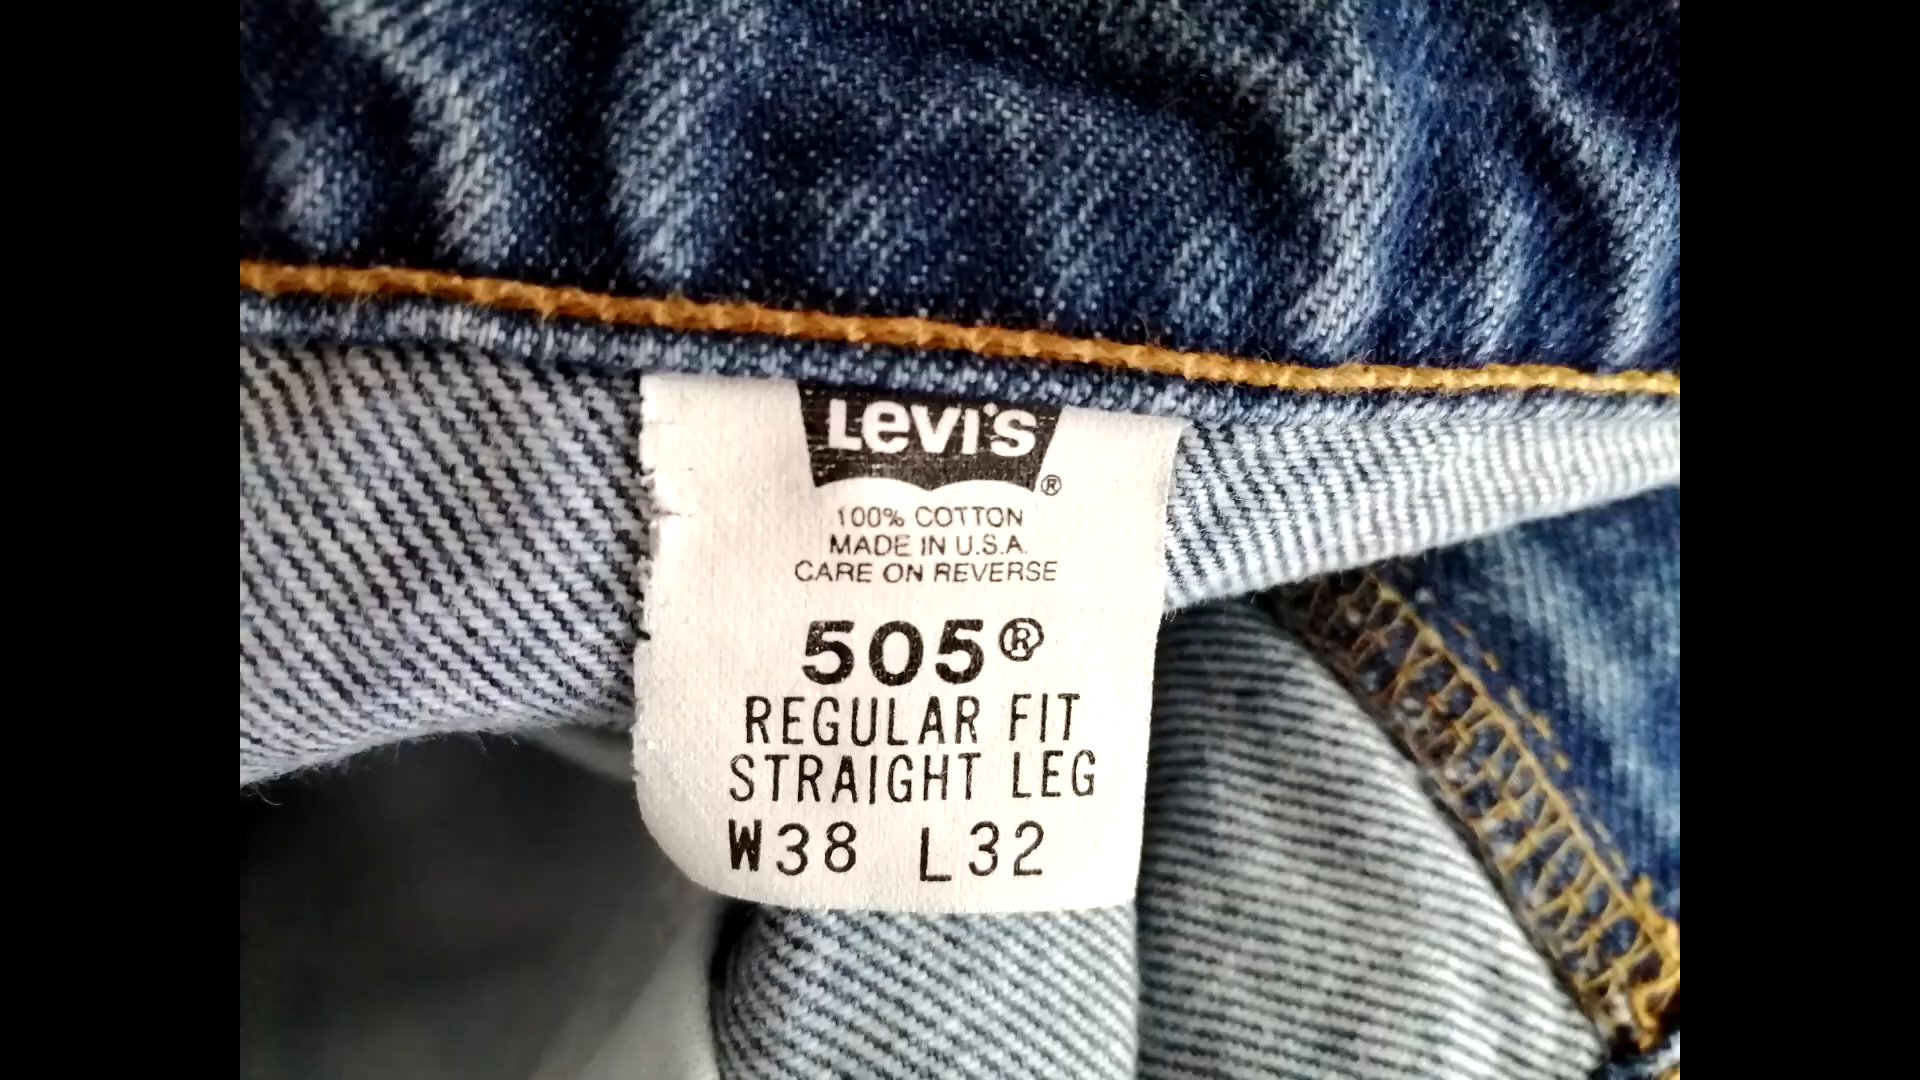 LEVI'S
®
100% COTTON
MADE IN U.S.A.
CARE ON REVERSE
505®
REGULAR FIT
STRAIGHT LEG
W38 L32